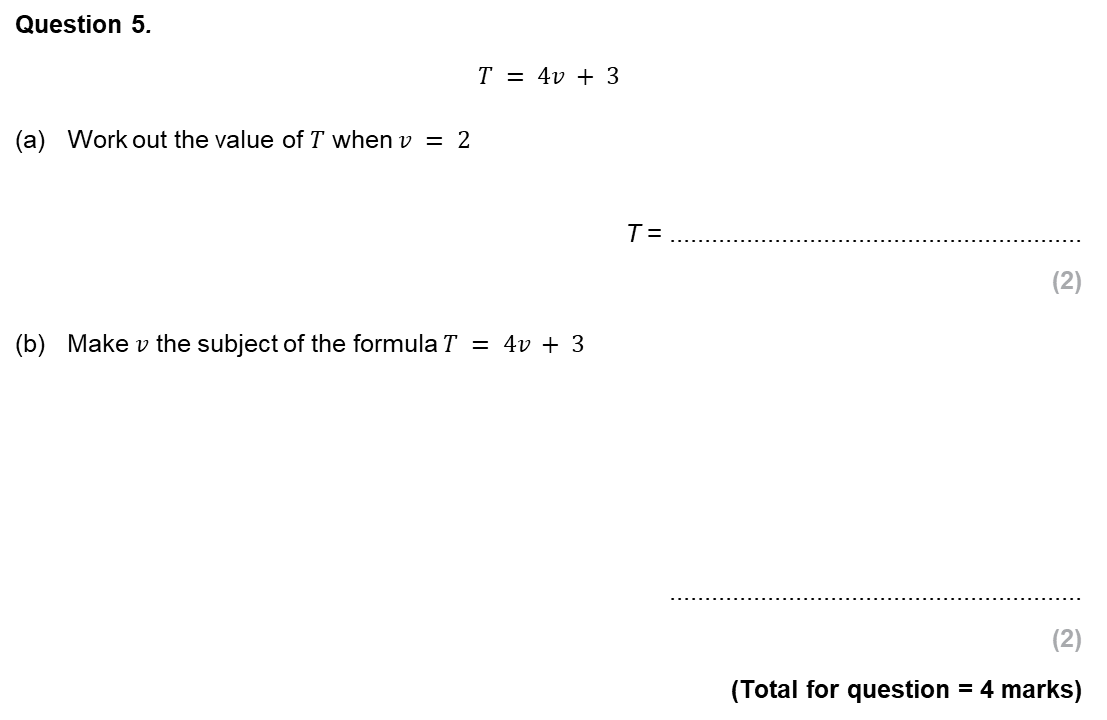 Question 5.
T = 4v + 3
(a) Work out the value of T when v = 2
T = ............................................................
(2)
(b) Make v the subject of the formula T = 4v + 3
............................................................
(2)
(Total for question = 4 marks)